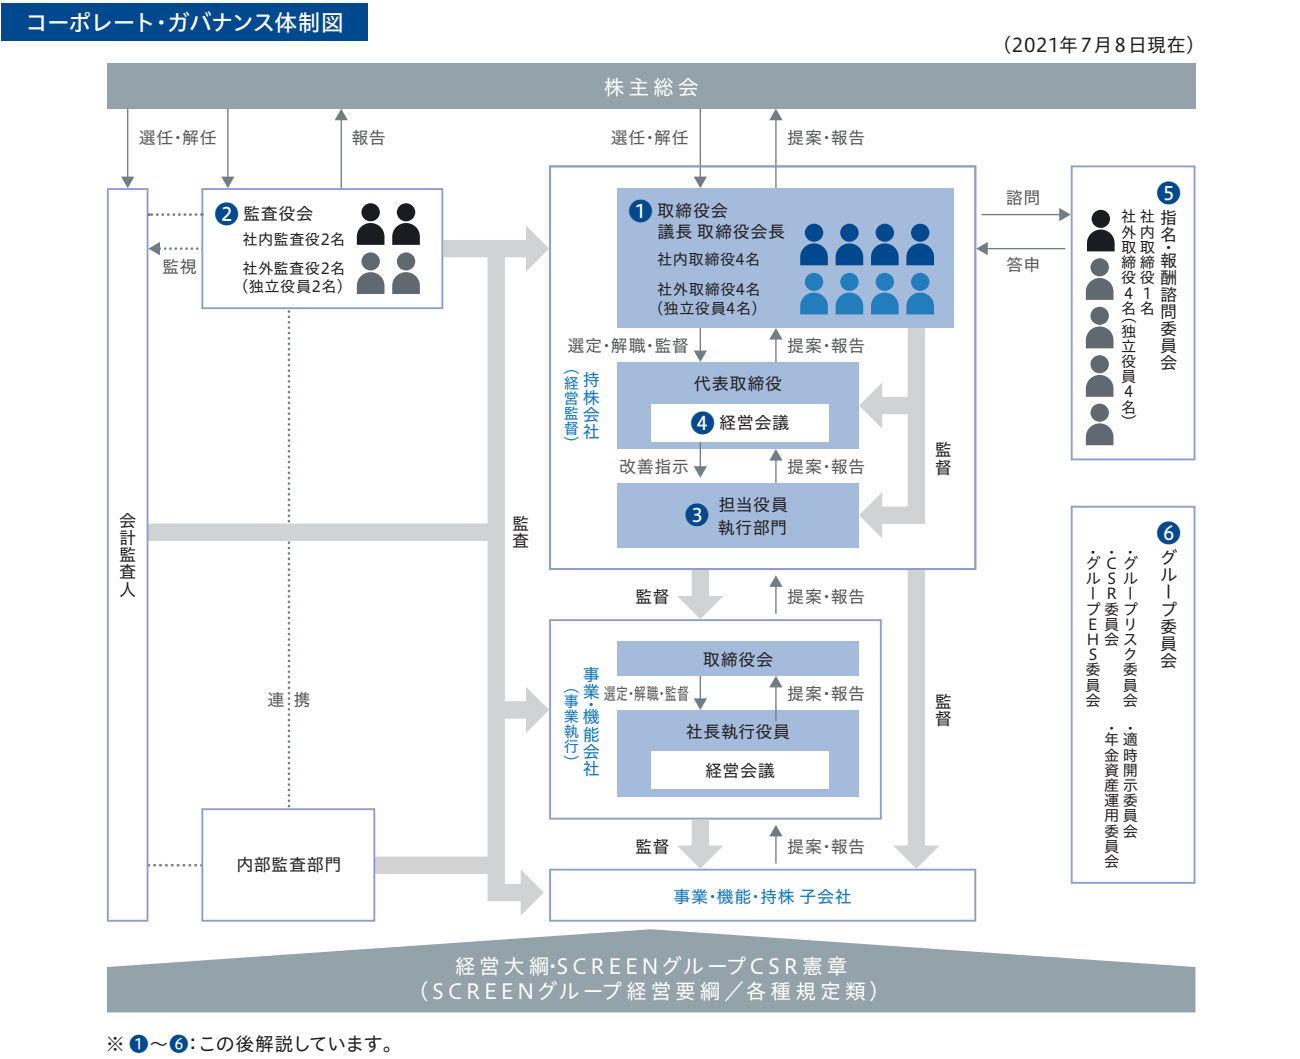 コーポレート・ガバナンス体制図
（2021年7月8日現在）
株主総会
選任・解任
報告
選任・解任
提案・報告
❷ 監査役会
社内監査役2名
社外監査役2名
（独立役員2名）
監視
❶ 取締役会
議長 取締役会長
社内取締役4名
社外取締役4名
（独立役員4名）
諮問
答申
❺ 指名・報酬諮問委員会
社内取締役1名
社外取締役4名（独立役員4名）
選定・解職・監督
提案・報告
持株会社
（経営監督）
代表取締役
❹ 経営会議
改善指示
提案・報告
監督
❸ 担当役員
執行部門
会計監査人
監査
監督
提案・報告
❻ グループ委員会
・グループリスク委員会
・CSR委員会
・グループEHS委員会
・適時開示委員会
・年金資産運用委員会
取締役会
事業・機能会社
（事業執行）
選定・解職・監督
提案・報告
監督
連携
社長執行役員
経営会議
監督
提案・報告
内部監査部門
事業・機能・持株 子会社
経営大綱・SCREENグループCSR憲章
（SCREENグループ経営要綱／各種規定類）
※ ❶～❻：この後解説しています。